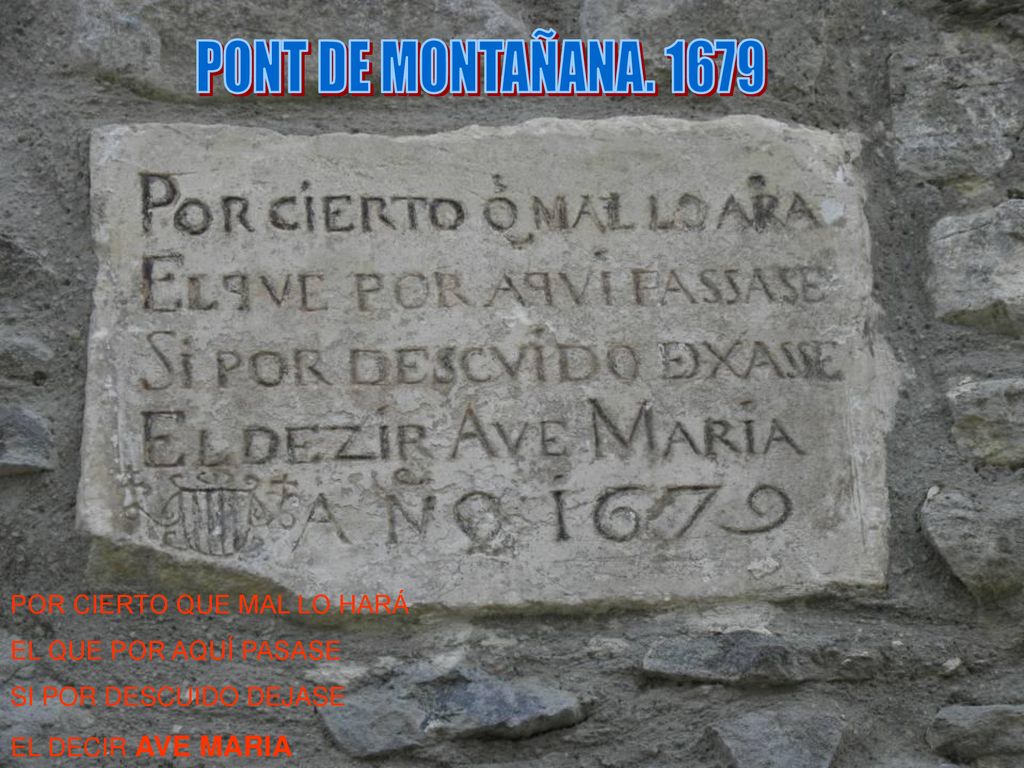 PONT DE MONTAÑANA. 1679
POR CIERTO Q̃ MAL LO ARA
EL QVE POR AQVI PASSASE
SI POR DESCVIDO DEXASSE
EL DEZIR AVE MARIA
AÑO 1679
POR CIERTO QUE MAL LO HARÁ
EL QUE POR AQUÍ PASASE
SI POR DESCUIDO DEJASE
EL DECIR AVE MARIA